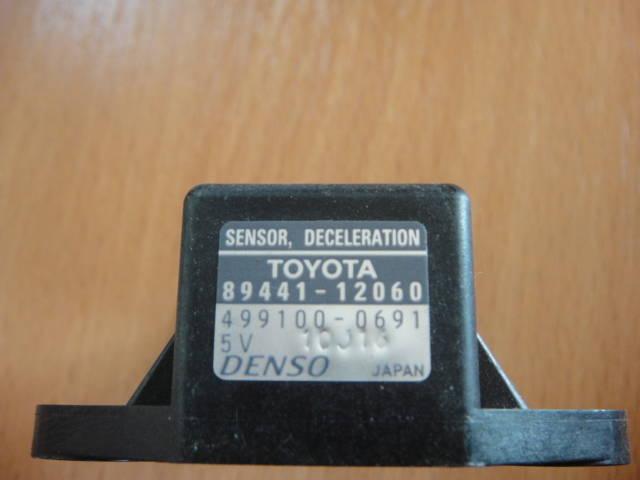 SENSOR, DECELERATION
TOYOTA
89441-12060
499100-0691
5V
DENSO JAPAN